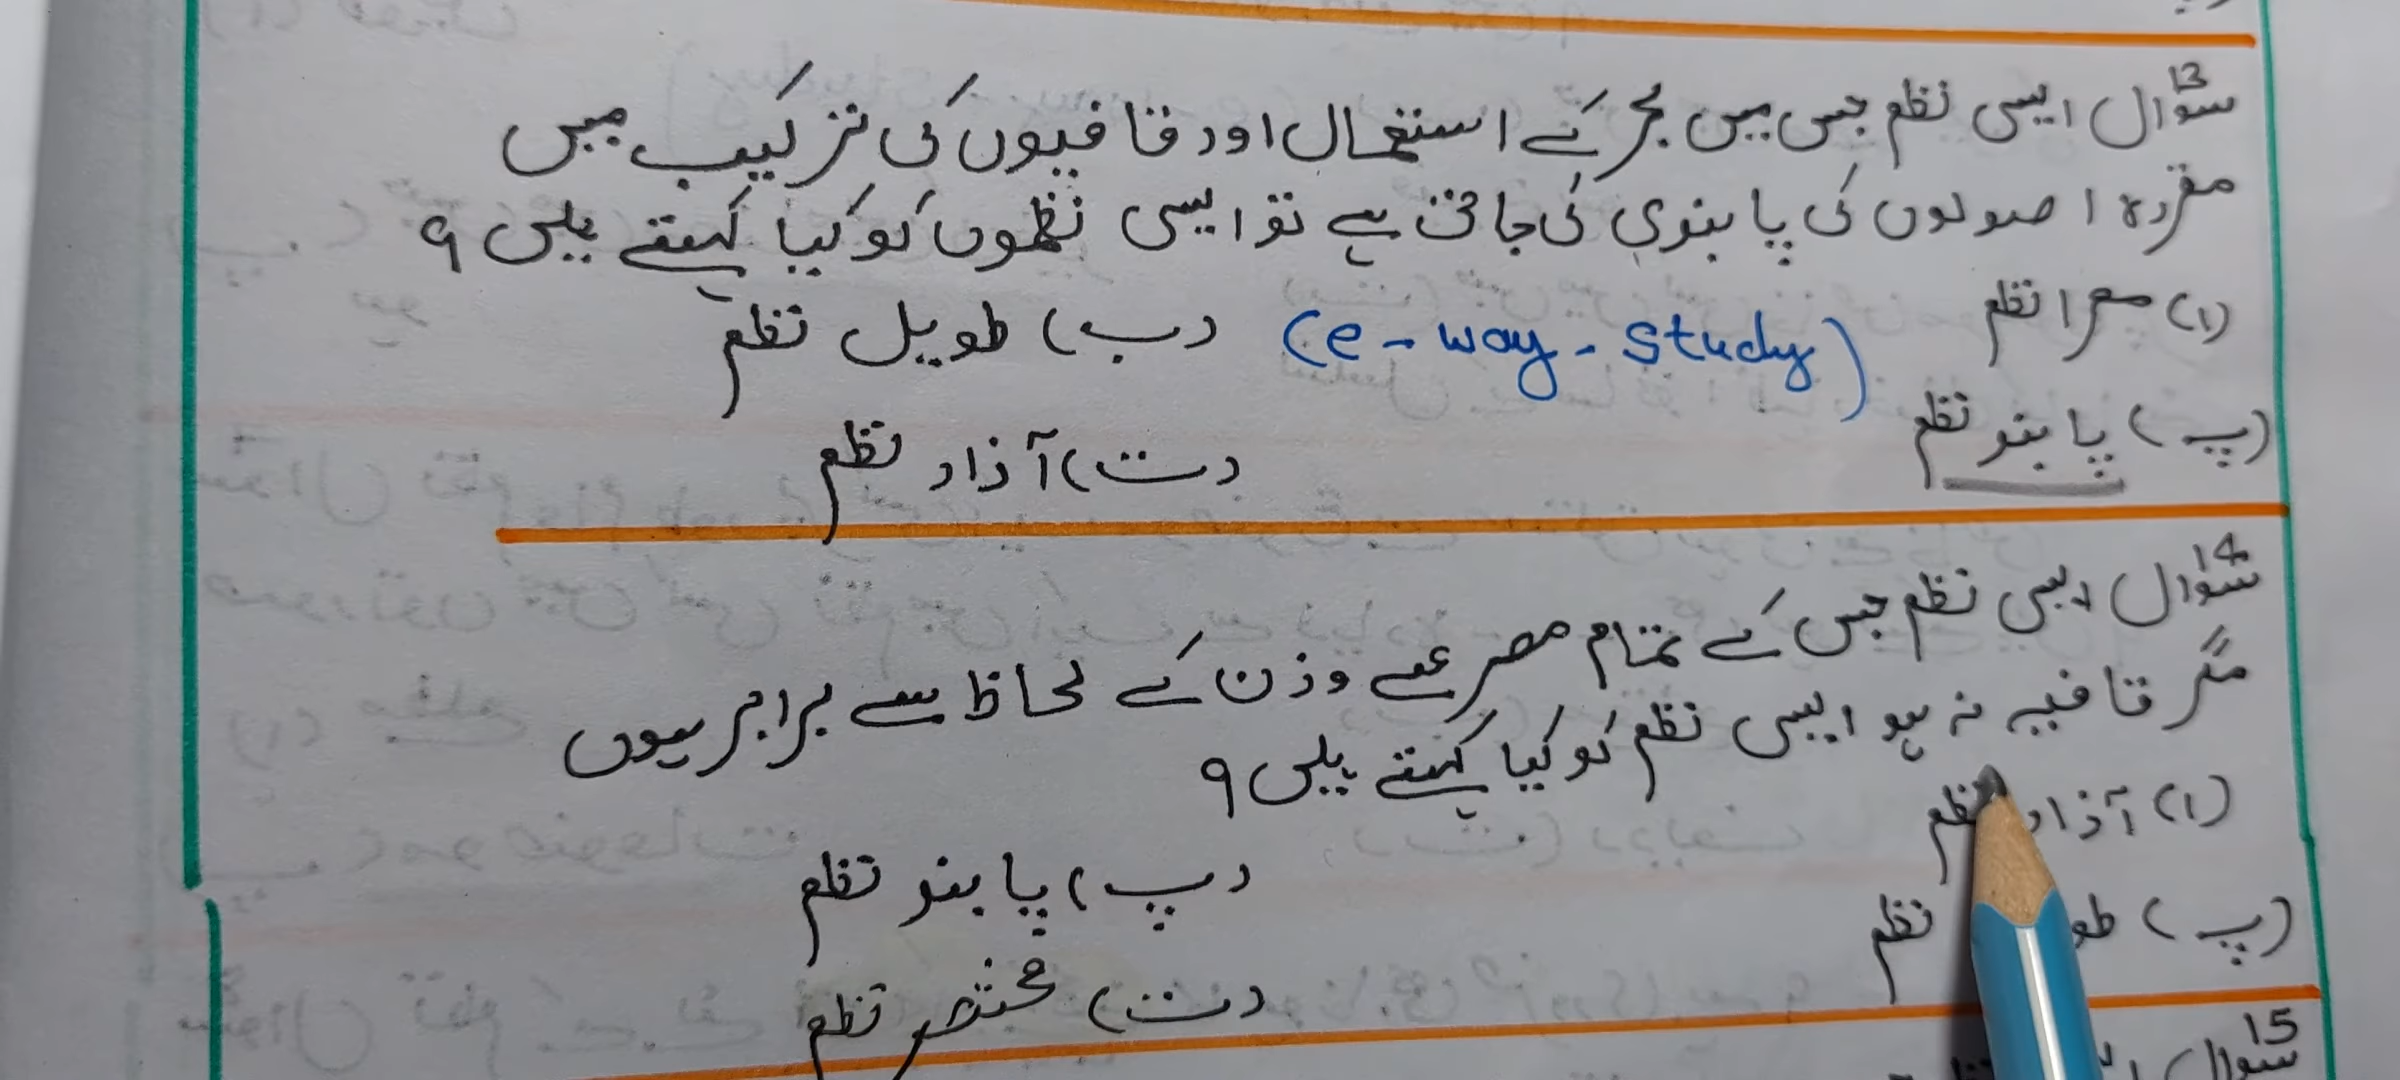 سوال 13 ایسی نظم جس میں بحر کے استعمال اور قافیوں کی ترکیب میں
مقررہ اصولوں کی پابندی کی جاتی ہے تو ایسی نظموں کو کیا کہتے ہیں ؟
(ا) معرا نظم
(e-way-study)
(ب) طویل نظم
(پ) پابند نظم
(ت) آزاد نظم
سوال 14 ایسی نظم جس کے تمام مصرعے وزن کے لحاظ سے برابر ہوں
مگر قافیہ نہ ہو ایسی نظم کو کیا کہتے ہیں ؟
(ا) آزاد نظم
(پ) پابند نظم
(پ) نظم
(ت) مختصر نظم
سوال 15